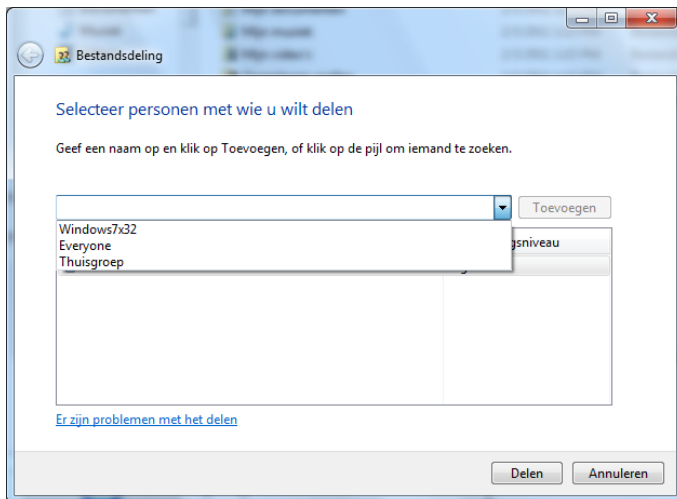 Bestandsdeling
Selecteer personen met wie u wilt delen
Geef een naam op en klik op Toevoegen, of klik op de pijl om iemand te zoeken.
Toevoegen
Windows7x32
Everyone
Thuisgroep
gsniveau
Er zijn problemen met het delen
Delen
Annuleren